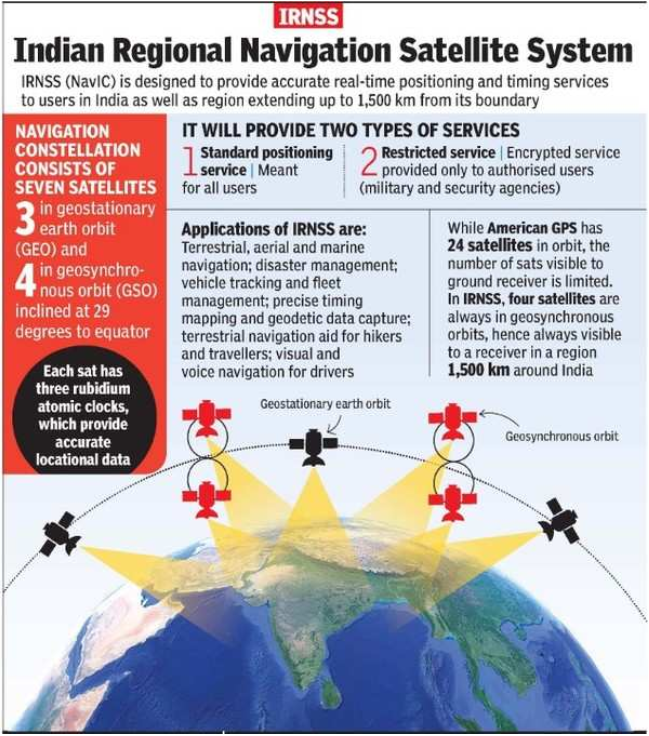 IRNSS
Indian Regional Navigation Satellite System
IRNSS (NavIC) is designed to provide accurate real-time positioning and timing services
to users in India as well as region extending up to 1,500 km from its boundary
NAVIGATION
CONSTELLATION
CONSISTS OF
SEVEN SATELLITES
3 in geostationary
earth orbit
(GEO) and
4 in geosynchro-
nous orbit (GSO)
inclined at 29
degrees to equator
Each sat has
three rubidium
atomic clocks,
which provide
accurate
locational data
IT WILL PROVIDE TWO TYPES OF SERVICES
1 Standard positioning
service | Meant
for all users
2 Restricted service | Encrypted service
provided only to authorised users
(military and security agencies)
Applications of IRNSS are:
Terrestrial, aerial and marine
navigation; disaster management;
vehicle tracking and fleet
management; precise timing
mapping and geodetic data capture;
terrestrial navigation aid for hikers
and travellers; visual and
voice navigation for drivers
While American GPS has
24 satellites in orbit, the
number of sats visible to
ground receiver is limited.
In IRNSS, four satellites are
always in geosynchronous
orbits, hence always visible
to a receiver in a region
1,500 km around India
Geostationary earth orbit
Geosynchronous orbit